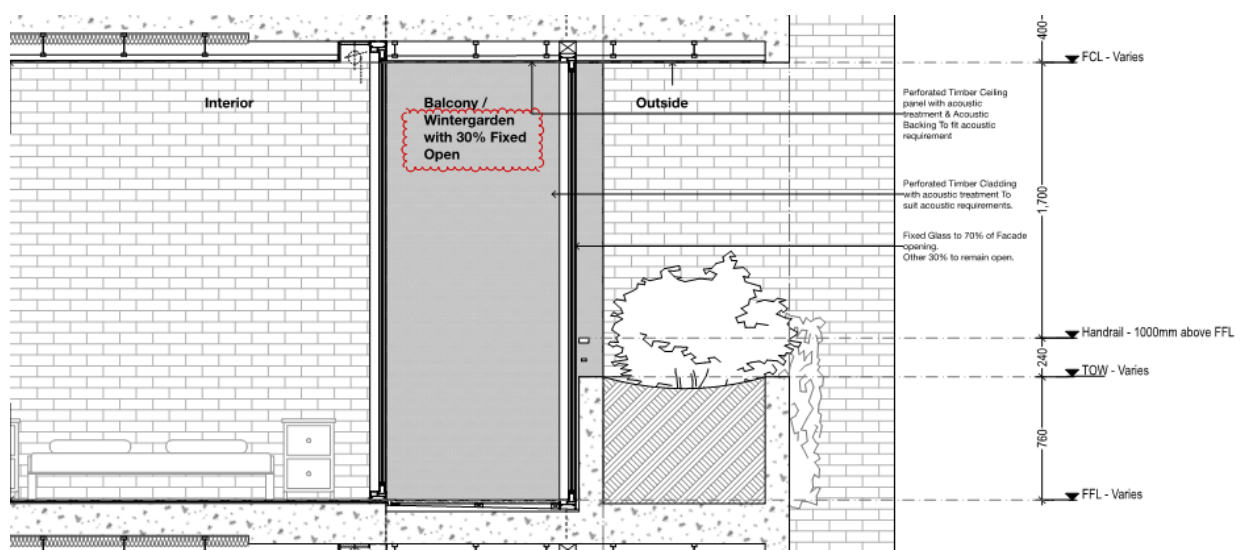 400
FCL - Varies
Interior
Balcony /
Wintergarden
with 30% Fixed
Open
Outside
Perforated Timber Ceiling
panel with acoustic
treatment & Acoustic
Backing To fit acoustic
requirement
Perforated Timber Cladding
with acoustic treatment To
suit acoustic requirements.
1,700
Fixed Glass to 70% of Facade
opening.
Other 30% to remain open.
Handrail - 1000mm above FFL
240
TOW - Varies
760
FFL - Varies